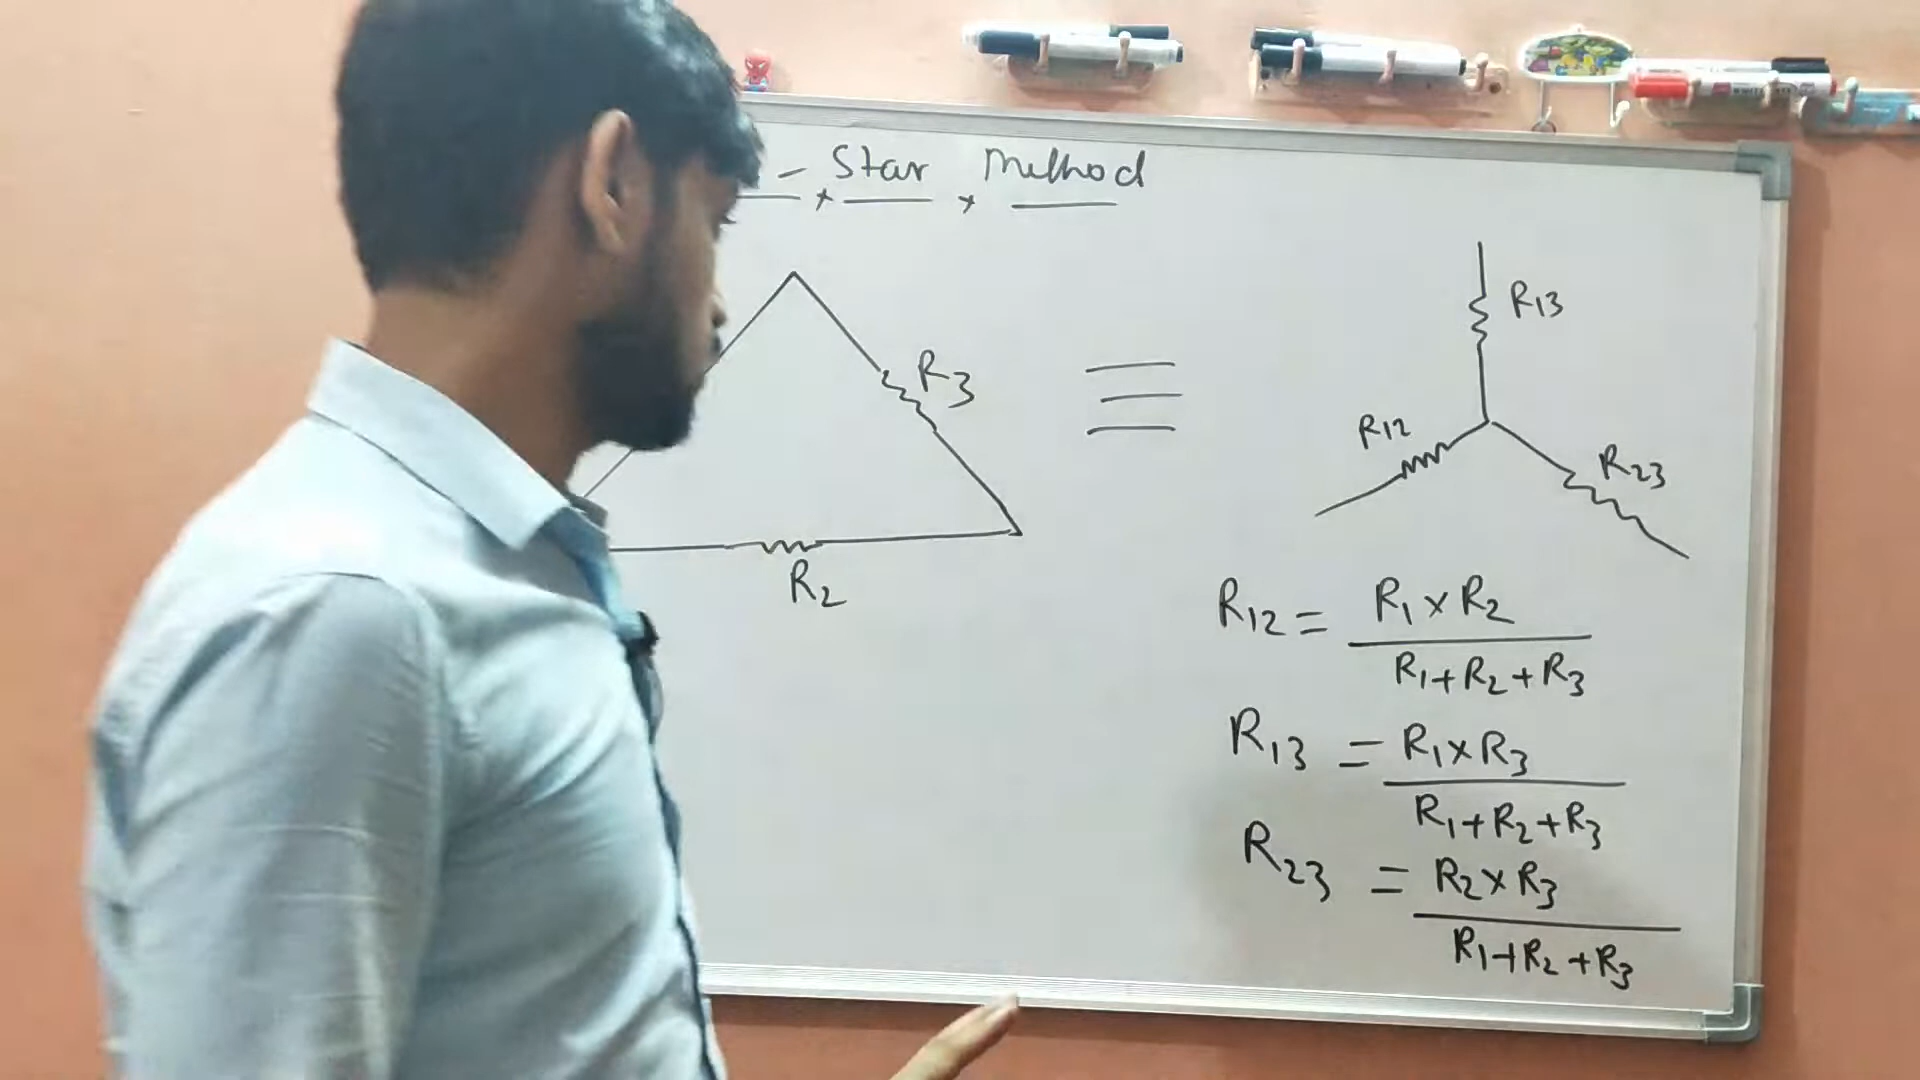 - Star Method
R3
R2
R13
R12
R23
R12 = R1 x R2
R1 + R2 + R3
R13 = R1 x R3
R1 + R2 + R3
R23 = R2 x R3
R1 + R2 + R3